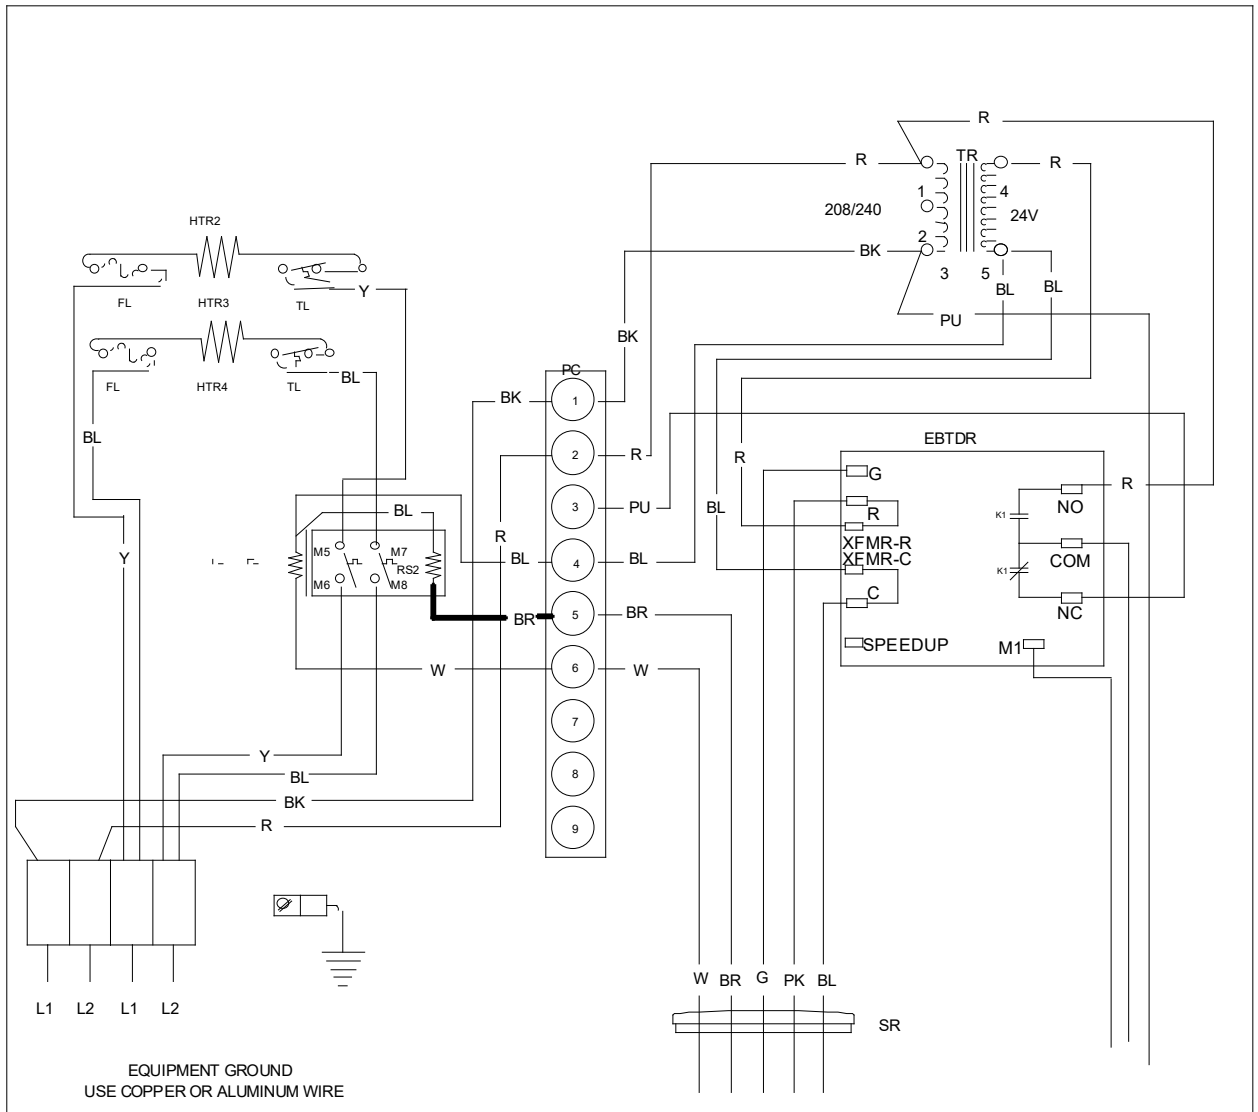 R
R
TR
R
1
4
208/240
24V
2
HTR2
BK
3
5
BL
BL
Y
FL
HTR3
TL
PU
BK
PC
FL
HTR4
TL
BL
BK
1
BL
EBTDR
2
R
R
G
R
NO
K1
BL
3
PU
BL
R
R
XFMR-R
XFMR-C
COM
M5
M7
Y
BL
4
BL
RS2
K1
M6
M8
C
NC
BR
5
BR
SPEEDUP
M1
W
6
W
7
Y
BL
8
BK
R
9
W
BR
G
PK
BL
L1
L2
L1
L2
SR
EQUIPMENT GROUND
USE COPPER OR ALUMINUM WIRE